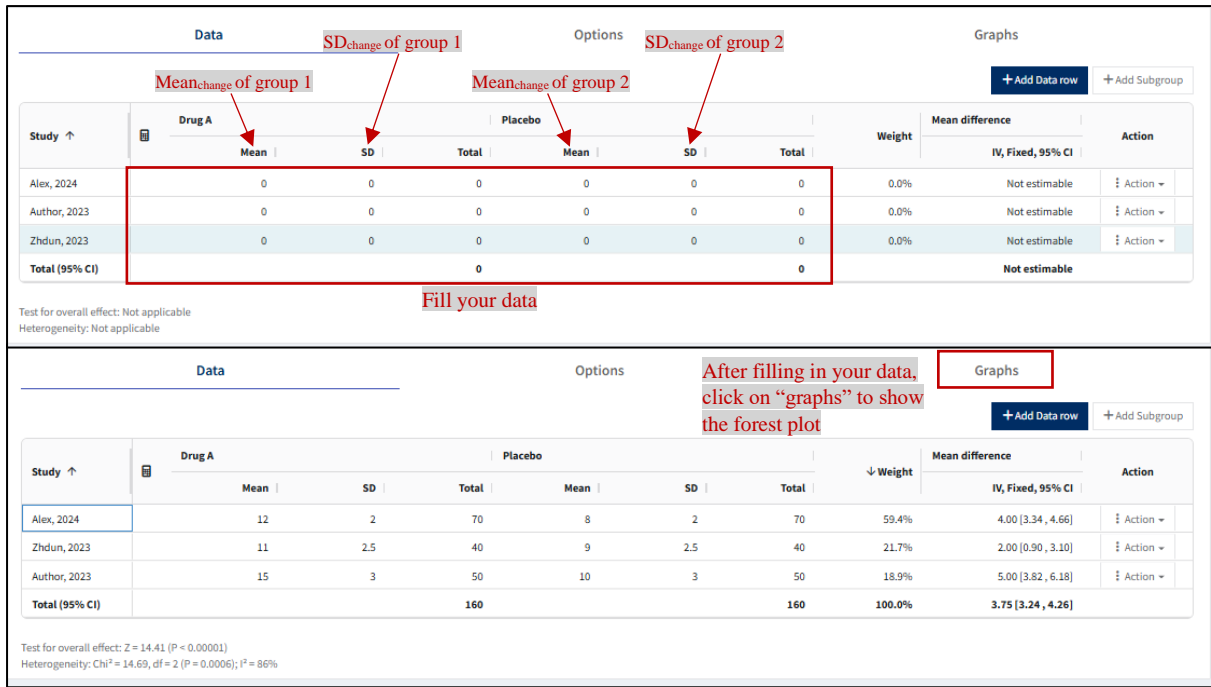 Data
Options
Graphs
SDchange of group 1
SDchange of group 2
Meanchange of group 1
Meanchange of group 2
+Add Data row
+Add Subgroup
Study ↑ Drug A Placebo Weight Mean difference Action
Mean SD Total Mean SD Total IV, Fixed, 95% CI
Alex, 2024 0 0 0 0 0 0 0.0% Not estimable ⋮ Action
Author, 2023 0 0 0 0 0 0 0.0% Not estimable ⋮ Action
Zhdun, 2023 0 0 0 0 0 0 0.0% Not estimable ⋮ Action
Total (95% CI) 0 0 Not estimable
Fill your data
Test for overall effect: Not applicable
Heterogeneity: Not applicable
Data
Options
Graphs
After filling in your data,
click on “graphs” to show
the forest plot
+Add Data row
+Add Subgroup
Study ↑ Drug A Placebo ↓ Weight Mean difference Action
Mean SD Total Mean SD Total IV, Fixed, 95% CI
Alex, 2024 12 2 70 8 2 70 59.4% 4.00 [3.34 , 4.66] ⋮ Action
Zhdun, 2023 11 2.5 40 9 2.5 40 21.7% 2.00 [0.90 , 3.10] ⋮ Action
Author, 2023 15 3 50 10 3 50 18.9% 5.00 [3.82 , 6.18] ⋮ Action
Total (95% CI) 160 160 100.0% 3.75 [3.24 , 4.26]
Test for overall effect: Z = 14.41 (P < 0.00001)
Heterogeneity: Chi² = 14.69, df = 2 (P = 0.0006); I² = 86%